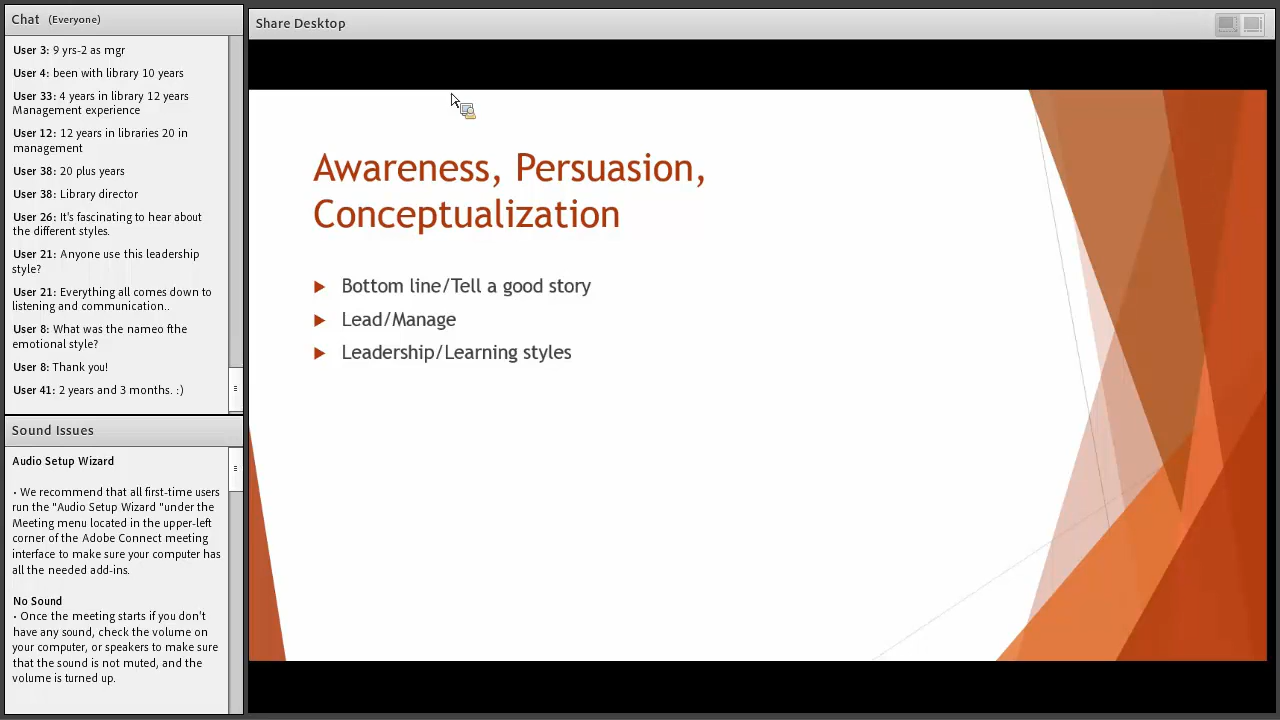 Chat (Everyone)
User 3: 9 yrs-2 as mgr
User 4: been with library 10 years
User 33: 4 years in library 12 years
Management experience
User 12: 12 years in libraries 20 in
management
User 38: 20 plus years
User 38: Library director
User 26: It's fascinating to hear about
the different styles.
User 21: Anyone use this leadership
style?
User 21: Everything all comes down to
listening and communication..
User 8: What was the nameo fthe
emotional style?
User 8: Thank you!
User 41: 2 years and 3 months. :)
Sound Issues
Audio Setup Wizard
• We recommend that all first-time users
run the "Audio Setup Wizard "under the
Meeting menu located in the upper-left
corner of the Adobe Connect meeting
interface to make sure your computer has
all the needed add-ins.
No Sound
• Once the meeting starts if you don't
have any sound, check the volume on
your computer, or speakers to make sure
that the sound is not muted, and the
volume is turned up.
Share Desktop
Awareness, Persuasion,
Conceptualization
Bottom line/Tell a good story
Lead/Manage
Leadership/Learning styles